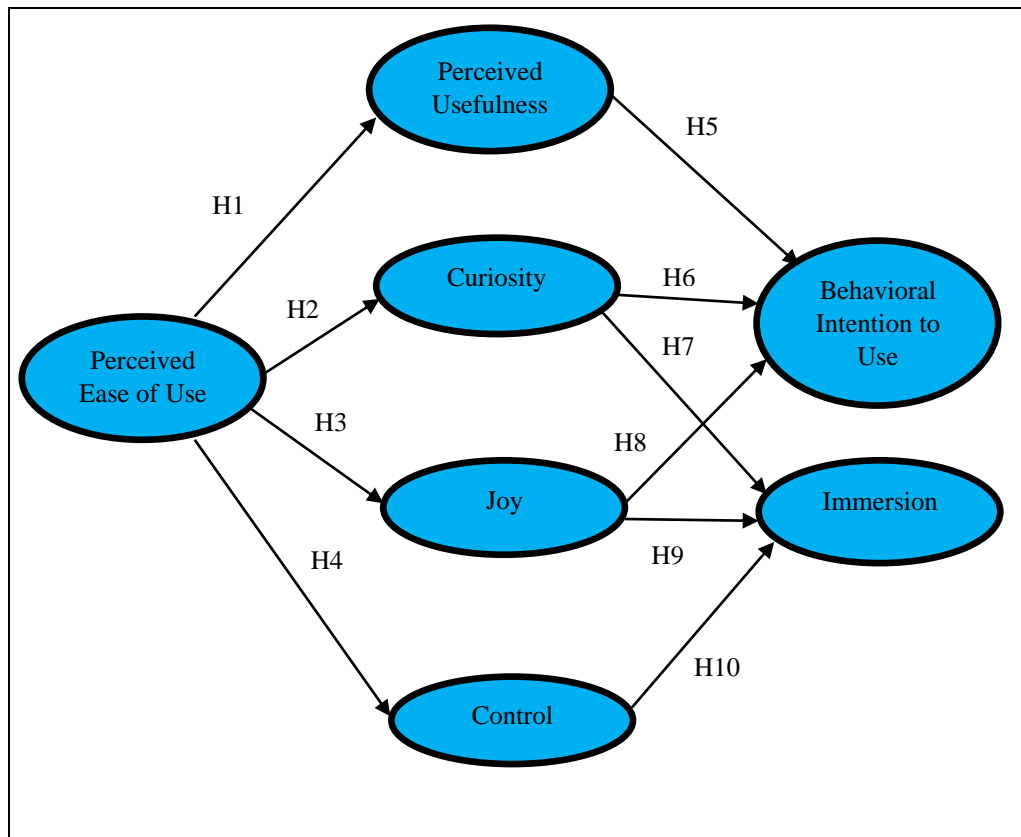 Perceived
Usefulness
H5
H1
Curiosity
H6
Behavioral
Intention to
Use
H2
H7
Perceived
Ease of Use
H3
H8
Joy
Immersion
H9
H4
H10
Control